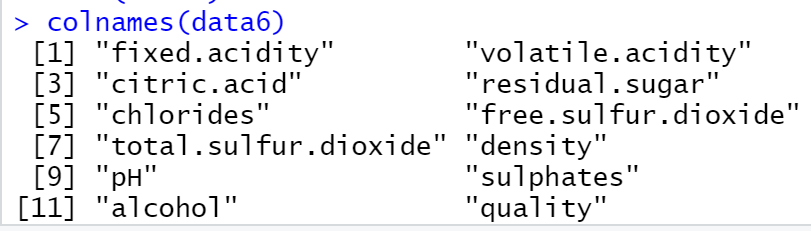 > colnames(data6)
[1] "fixed.acidity" "volatile.acidity"
[3] "citric.acid" "residual.sugar"
[5] "chlorides" "free.sulfur.dioxide"
[7] "total.sulfur.dioxide" "density"
[9] "pH" "sulphates"
[11] "alcohol" "quality"